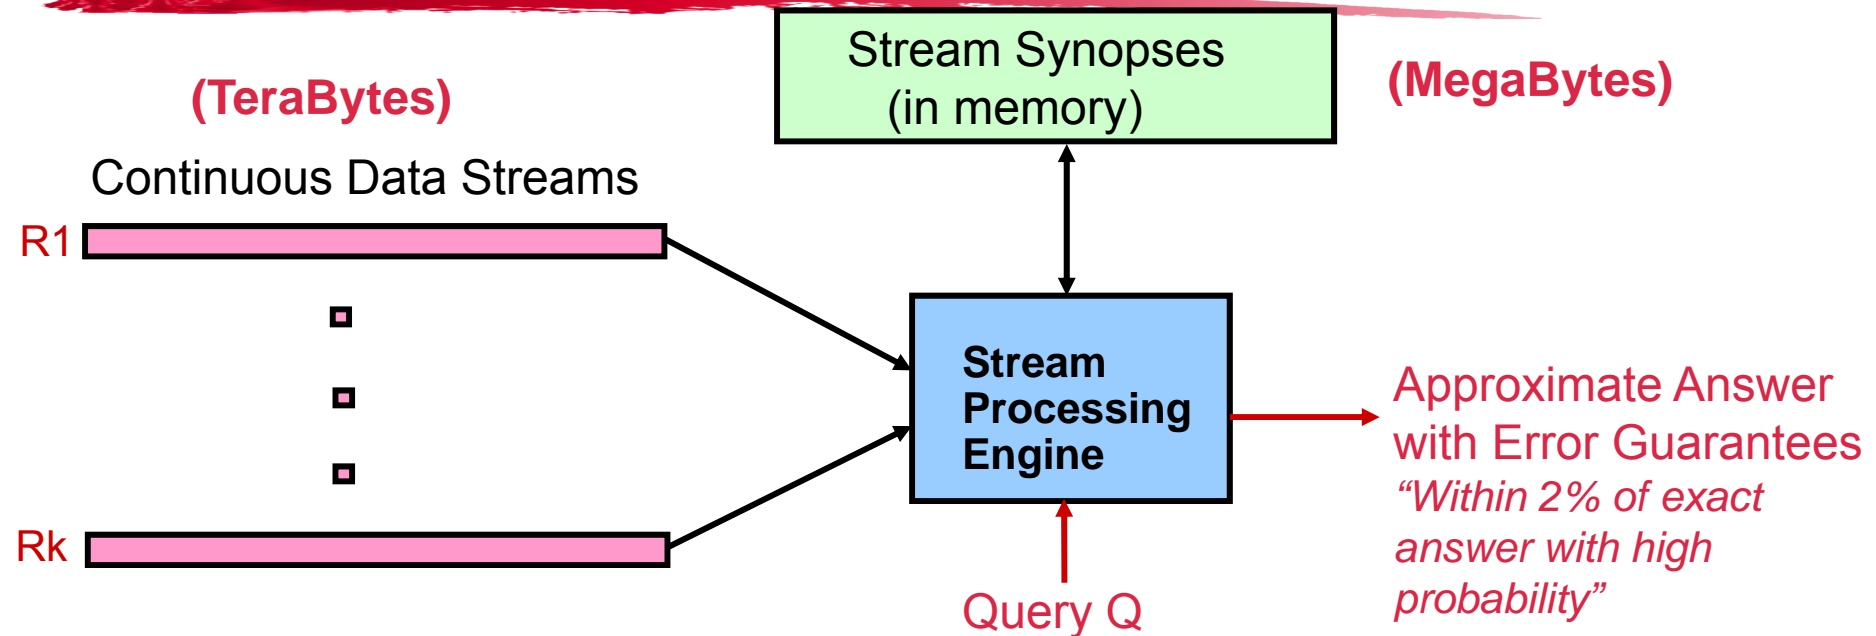 Stream Synopses
(in memory)
(MegaBytes)
(TeraBytes)
Continuous Data Streams
R1
Rk
Stream
Processing
Engine
Query Q
Approximate Answer
with Error Guarantees
“Within 2% of exact
answer with high
probability”